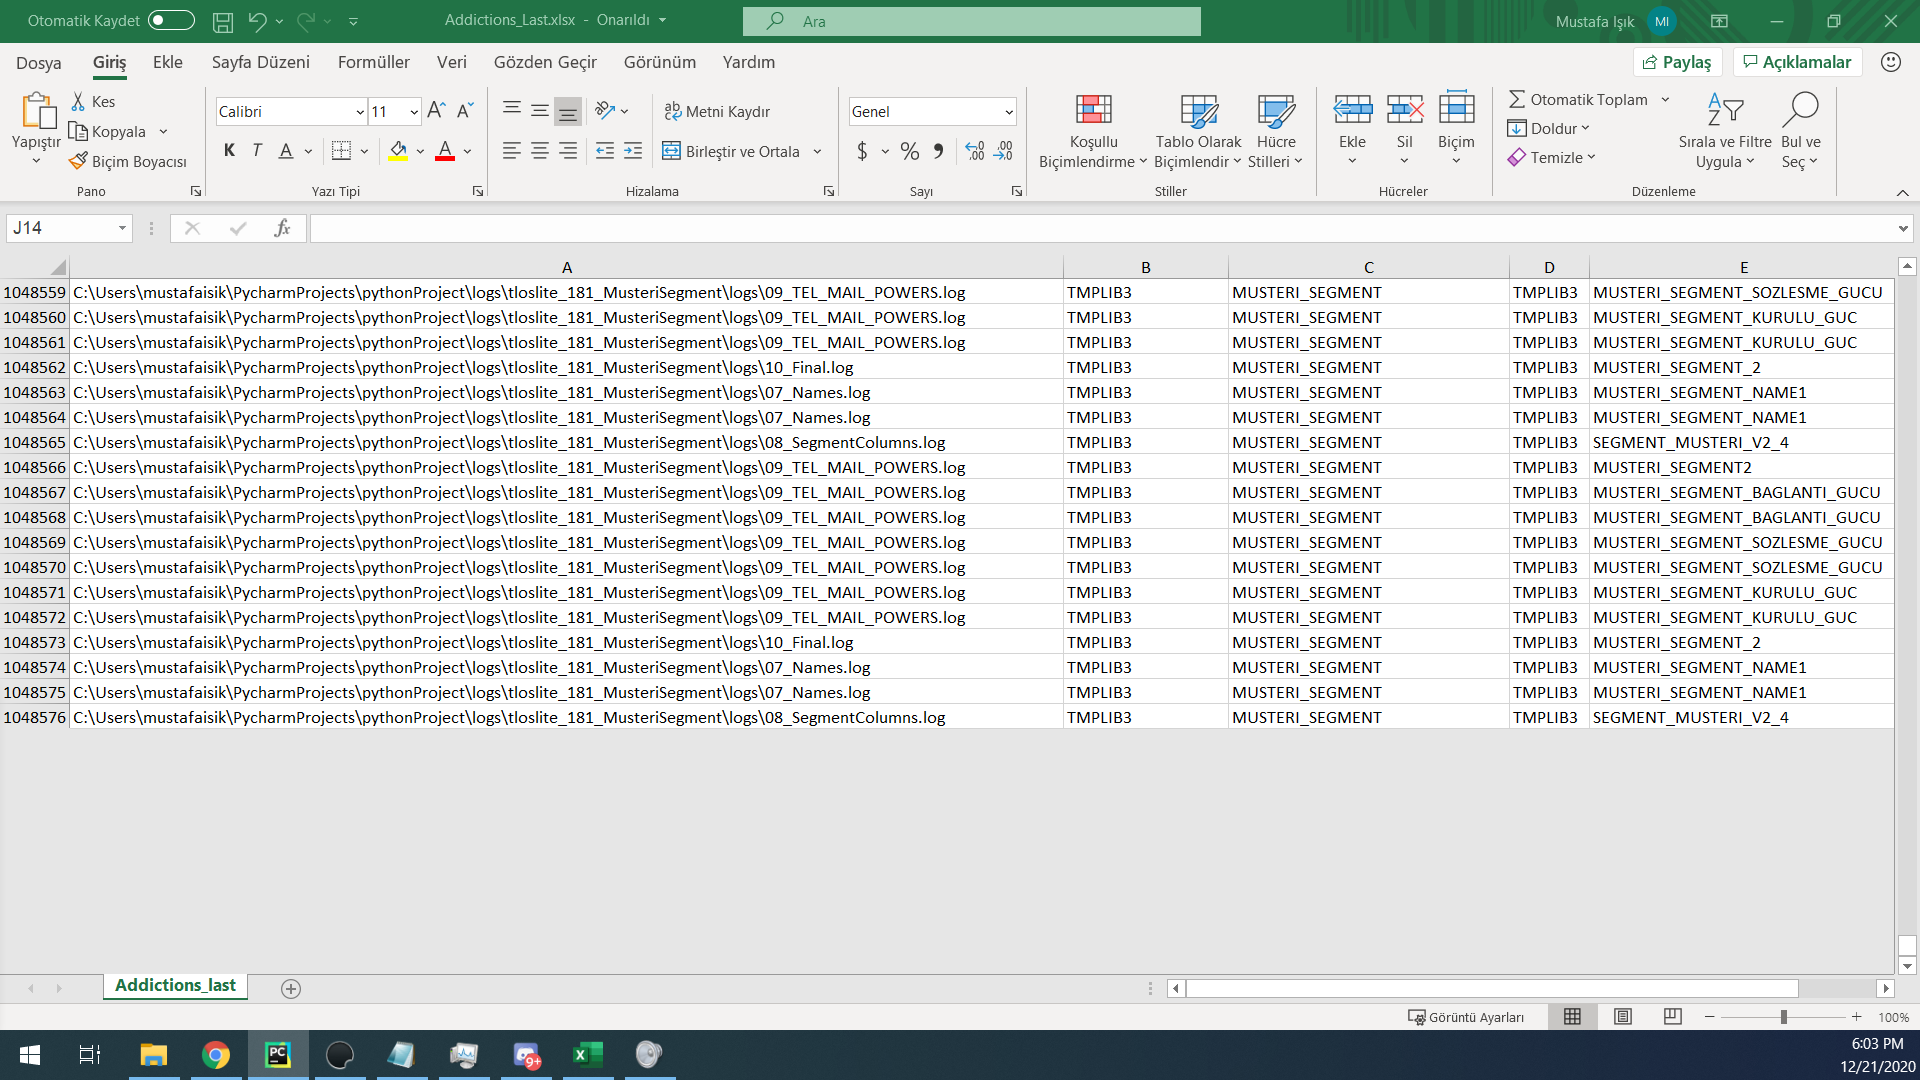 Otomatik Kaydet
Addictions_Last.xlsx - Onarıldı
Ara
Mustafa Işık
MI
Dosya
Giriş
Ekle
Sayfa Düzeni
Formüller
Veri
Gözden Geçir
Görünüm
Yardım
Paylaş
Açıklamalar
Yapıştır
Kes
Kopyala
Biçim Boyacısı
Pano
Calibri
11
K T A
Yazı Tipi
Metni Kaydır
Birleştir ve Ortala
Hizalama
Genel
$ %
Sayı
Koşullu
Biçimlendirme
Tablo Olarak
Biçimlendir
Hücre
Stilleri
Stiller
Ekle
Sil
Biçim
Hücreler
Otomatik Toplam
Doldur
Temizle
Sırala ve Filtre
Uygula
Bul ve
Seç
Düzenleme
J14
fx
A B C D E
1048559 C:\Users\mustafaisik\PycharmProjects\pythonProject\logs\tloslite_181_MusteriSegment\logs\09_TEL_MAIL_POWERS.log TMPLIB3 MUSTERI_SEGMENT TMPLIB3 MUSTERI_SEGMENT_SOZLESME_GUCU
1048560 C:\Users\mustafaisik\PycharmProjects\pythonProject\logs\tloslite_181_MusteriSegment\logs\09_TEL_MAIL_POWERS.log TMPLIB3 MUSTERI_SEGMENT TMPLIB3 MUSTERI_SEGMENT_KURULU_GUC
1048561 C:\Users\mustafaisik\PycharmProjects\pythonProject\logs\tloslite_181_MusteriSegment\logs\09_TEL_MAIL_POWERS.log TMPLIB3 MUSTERI_SEGMENT TMPLIB3 MUSTERI_SEGMENT_KURULU_GUC
1048562 C:\Users\mustafaisik\PycharmProjects\pythonProject\logs\tloslite_181_MusteriSegment\logs\10_Final.log TMPLIB3 MUSTERI_SEGMENT TMPLIB3 MUSTERI_SEGMENT_2
1048563 C:\Users\mustafaisik\PycharmProjects\pythonProject\logs\tloslite_181_MusteriSegment\logs\07_Names.log TMPLIB3 MUSTERI_SEGMENT TMPLIB3 MUSTERI_SEGMENT_NAME1
1048564 C:\Users\mustafaisik\PycharmProjects\pythonProject\logs\tloslite_181_MusteriSegment\logs\07_Names.log TMPLIB3 MUSTERI_SEGMENT TMPLIB3 MUSTERI_SEGMENT_NAME1
1048565 C:\Users\mustafaisik\PycharmProjects\pythonProject\logs\tloslite_181_MusteriSegment\logs\08_SegmentColumns.log TMPLIB3 MUSTERI_SEGMENT TMPLIB3 SEGMENT_MUSTERI_V2_4
1048566 C:\Users\mustafaisik\PycharmProjects\pythonProject\logs\tloslite_181_MusteriSegment\logs\09_TEL_MAIL_POWERS.log TMPLIB3 MUSTERI_SEGMENT TMPLIB3 MUSTERI_SEGMENT2
1048567 C:\Users\mustafaisik\PycharmProjects\pythonProject\logs\tloslite_181_MusteriSegment\logs\09_TEL_MAIL_POWERS.log TMPLIB3 MUSTERI_SEGMENT TMPLIB3 MUSTERI_SEGMENT_BAGLANTI_GUCU
1048568 C:\Users\mustafaisik\PycharmProjects\pythonProject\logs\tloslite_181_MusteriSegment\logs\09_TEL_MAIL_POWERS.log TMPLIB3 MUSTERI_SEGMENT TMPLIB3 MUSTERI_SEGMENT_BAGLANTI_GUCU
1048569 C:\Users\mustafaisik\PycharmProjects\pythonProject\logs\tloslite_181_MusteriSegment\logs\09_TEL_MAIL_POWERS.log TMPLIB3 MUSTERI_SEGMENT TMPLIB3 MUSTERI_SEGMENT_SOZLESME_GUCU
1048570 C:\Users\mustafaisik\PycharmProjects\pythonProject\logs\tloslite_181_MusteriSegment\logs\09_TEL_MAIL_POWERS.log TMPLIB3 MUSTERI_SEGMENT TMPLIB3 MUSTERI_SEGMENT_SOZLESME_GUCU
1048571 C:\Users\mustafaisik\PycharmProjects\pythonProject\logs\tloslite_181_MusteriSegment\logs\09_TEL_MAIL_POWERS.log TMPLIB3 MUSTERI_SEGMENT TMPLIB3 MUSTERI_SEGMENT_KURULU_GUC
1048572 C:\Users\mustafaisik\PycharmProjects\pythonProject\logs\tloslite_181_MusteriSegment\logs\09_TEL_MAIL_POWERS.log TMPLIB3 MUSTERI_SEGMENT TMPLIB3 MUSTERI_SEGMENT_KURULU_GUC
1048573 C:\Users\mustafaisik\PycharmProjects\pythonProject\logs\tloslite_181_MusteriSegment\logs\10_Final.log TMPLIB3 MUSTERI_SEGMENT TMPLIB3 MUSTERI_SEGMENT_2
1048574 C:\Users\mustafaisik\PycharmProjects\pythonProject\logs\tloslite_181_MusteriSegment\logs\07_Names.log TMPLIB3 MUSTERI_SEGMENT TMPLIB3 MUSTERI_SEGMENT_NAME1
1048575 C:\Users\mustafaisik\PycharmProjects\pythonProject\logs\tloslite_181_MusteriSegment\logs\07_Names.log TMPLIB3 MUSTERI_SEGMENT TMPLIB3 MUSTERI_SEGMENT_NAME1
1048576 C:\Users\mustafaisik\PycharmProjects\pythonProject\logs\tloslite_181_MusteriSegment\logs\08_SegmentColumns.log TMPLIB3 MUSTERI_SEGMENT TMPLIB3 SEGMENT_MUSTERI_V2_4
Addictions_last
Görüntü Ayarları
100%
PC
9+
6:03 PM
12/21/2020